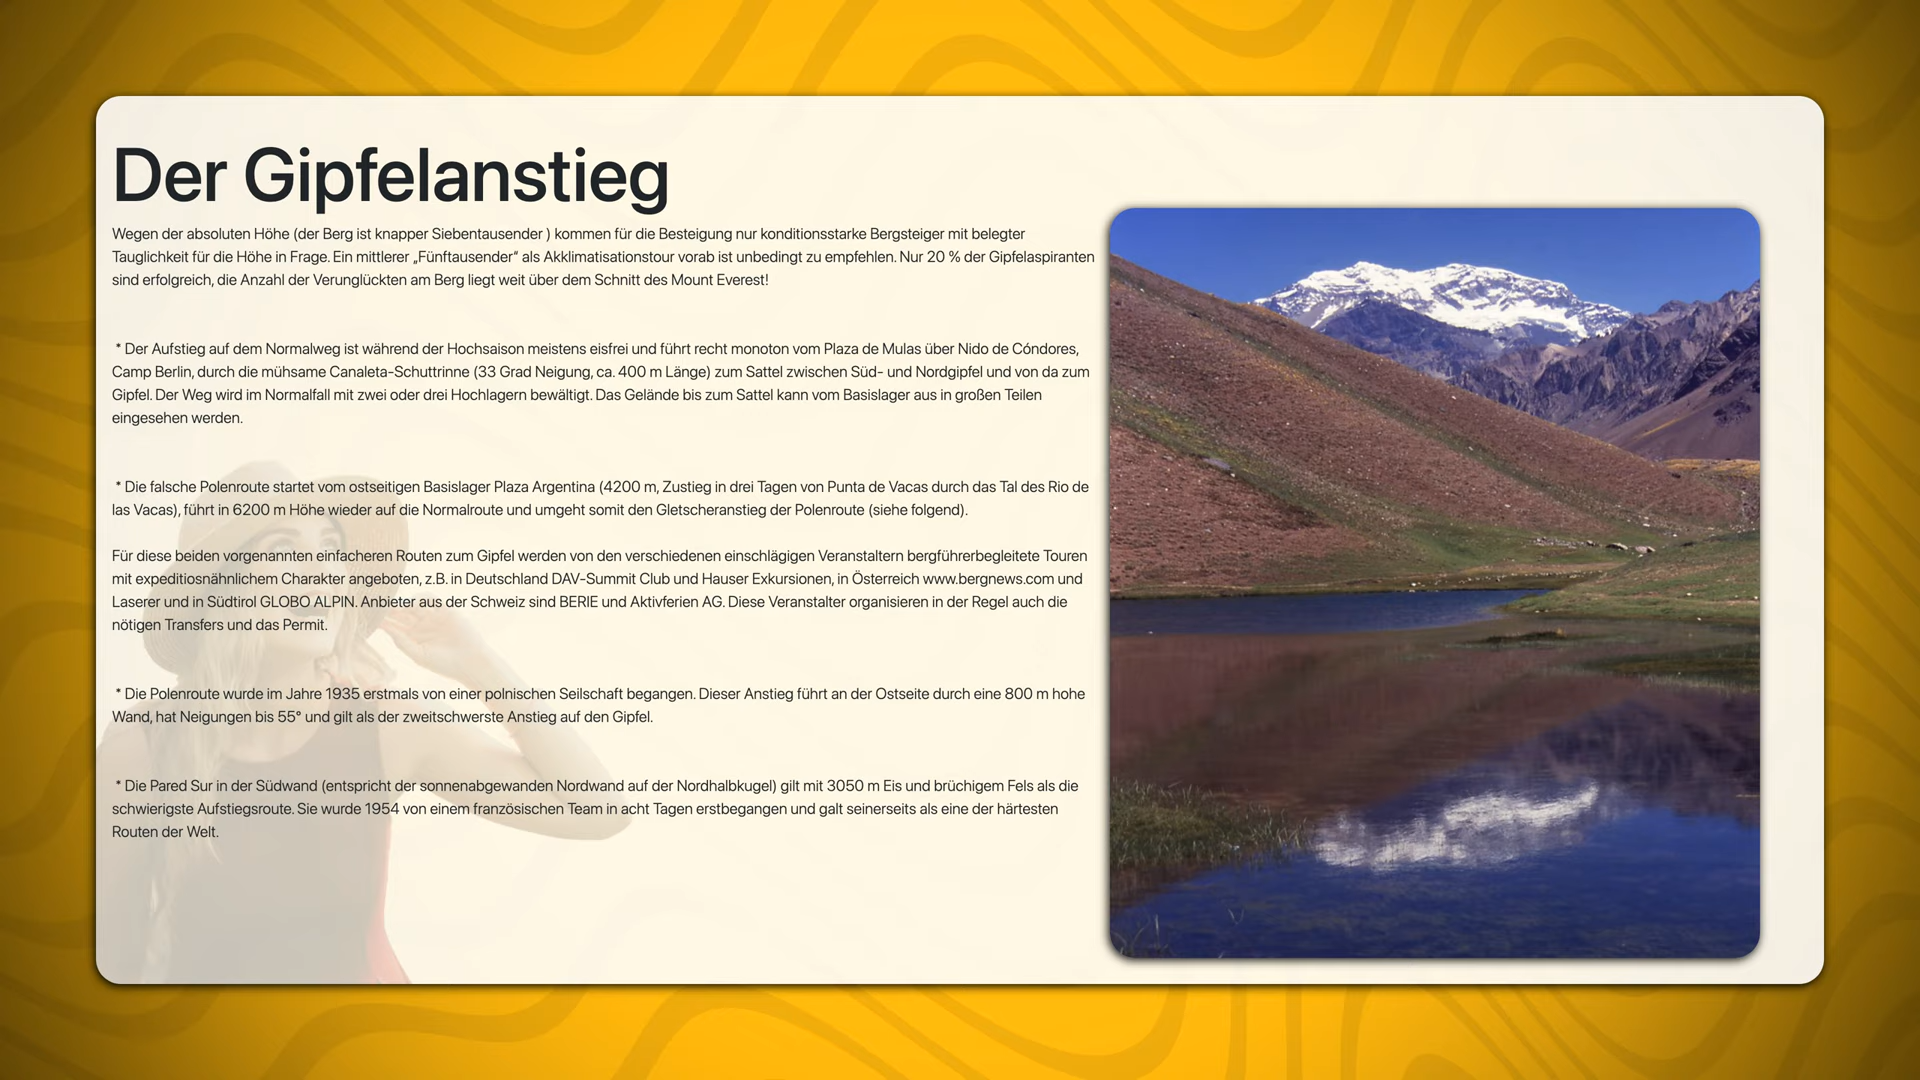 Der Gipfelanstieg
Wegen der absoluten Höhe (der Berg ist knapper Siebentausender ) kommen für die Besteigung nur konditionsstarke Bergsteiger mit belegter
Tauglichkeit für die Höhe in Frage. Ein mittlerer „Fünftausender“ als Akklimatisationstour vorab ist unbedingt zu empfehlen. Nur 20 % der Gipfelaspiranten
sind erfolgreich, die Anzahl der Verunglückten am Berg liegt weit über dem Schnitt des Mount Everest!
* Der Aufstieg auf dem Normalweg ist während der Hochsaison meistens eisfrei und führt recht monoton vom Plaza de Mulas über Nido de Cóndores,
Camp Berlin, durch die mühsame Canaleta-Schuttrinne (33 Grad Neigung, ca. 400 m Länge) zum Sattel zwischen Süd- und Nordgipfel und von da zum
Gipfel. Der Weg wird im Normalfall mit zwei oder drei Hochlagern bewältigt. Das Gelände bis zum Sattel kann vom Basislager aus in großen Teilen
eingesehen werden.
* Die falsche Polenroute startet vom ostseitigen Basislager Plaza Argentina (4200 m, Zustieg in drei Tagen von Punta de Vacas durch das Tal des Rio de
las Vacas), führt in 6200 m Höhe wieder auf die Normalroute und umgeht somit den Gletscheranstieg der Polenroute (siehe folgend).
Für diese beiden vorgenannten einfacheren Routen zum Gipfel werden von den verschiedenen einschlägigen Veranstaltern bergführerbegleitete Touren
mit expeditiosnähnlichem Charakter angeboten, z.B. in Deutschland DAV-Summit Club und Hauser Exkursionen, in Österreich www.bergnews.com und
Laserer und in Südtirol GLOBO ALPIN. Anbieter aus der Schweiz sind BERIE und Aktivferien AG. Diese Veranstalter organisieren in der Regel auch die
nötigen Transfers und das Permit.
* Die Polenroute wurde im Jahre 1935 erstmals von einer polnischen Seilschaft begangen. Dieser Anstieg führt an der Ostseite durch eine 800 m hohe
Wand, hat Neigungen bis 55° und gilt als der zweitschwerste Anstieg auf den Gipfel.
* Die Pared Sur in der Südwand (entspricht der sonnenabgewanden Nordwand auf der Nordhalbkugel) gilt mit 3050 m Eis und brüchigem Fels als die
schwierigste Aufstiegsroute. Sie wurde 1954 von einem französischen Team in acht Tagen erstbegangen und galt seinerseits als eine der härtesten
Routen der Welt.